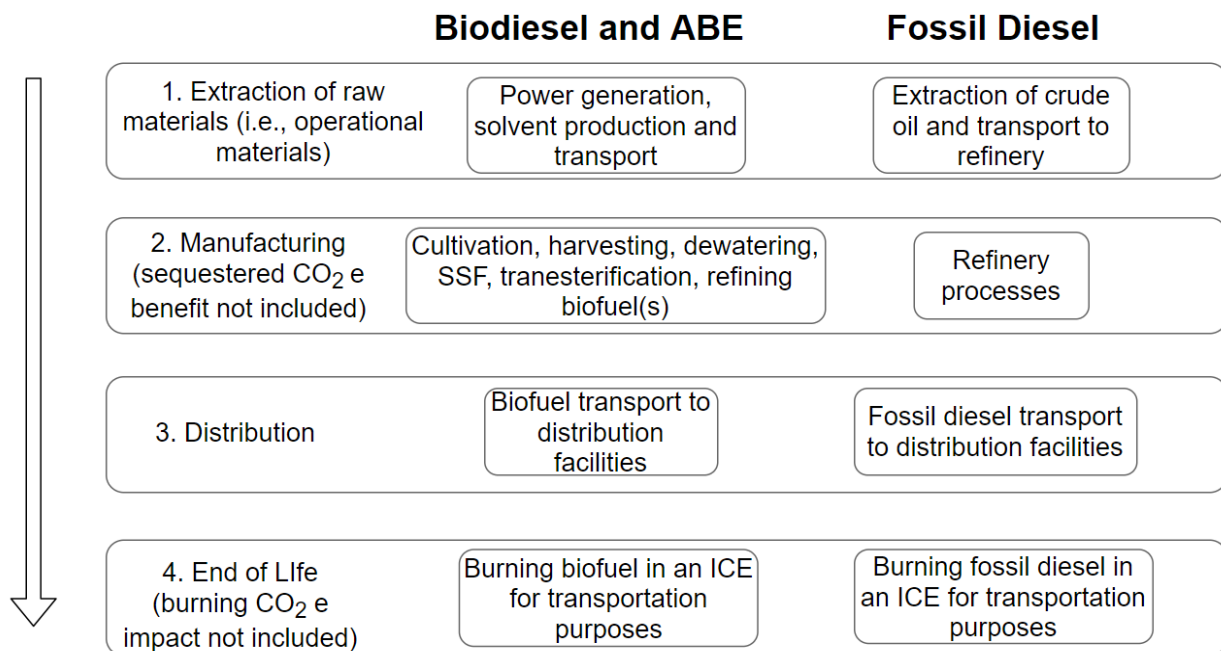 Biodiesel and ABE
Fossil Diesel
1. Extraction of raw
materials (i.e., operational
materials)
Power generation,
solvent production and
transport
Extraction of crude
oil and transport to
refinery
2. Manufacturing
(sequestered CO2 e
benefit not included)
Cultivation, harvesting, dewatering,
SSF, tranesterification, refining
biofuel(s)
Refinery
processes
3. Distribution
Biofuel transport to
distribution
facilities
Fossil diesel transport
to distribution facilities
4. End of LIfe
(burning CO2 e
impact not included)
Burning biofuel in an ICE
for transportation
purposes
Burning fossil diesel in
an ICE for transportation
purposes